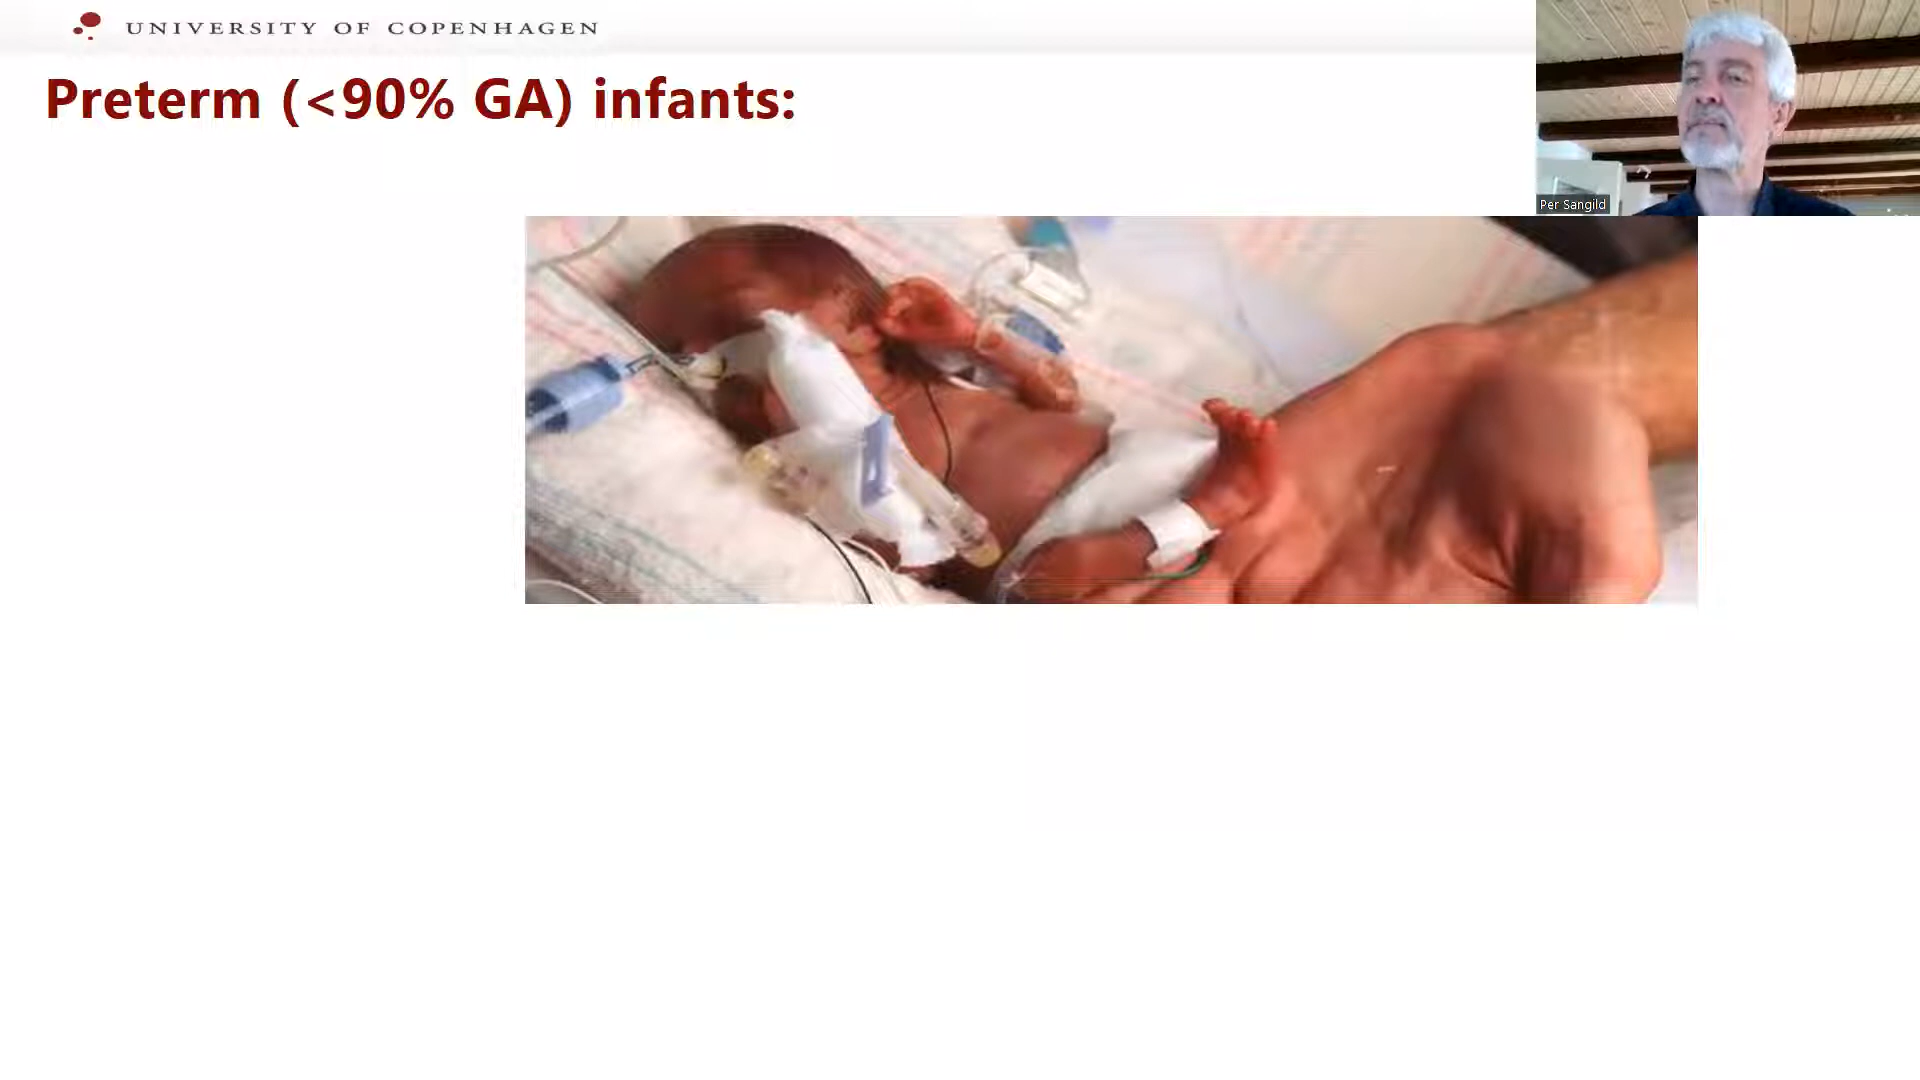 UNIVERSITY OF COPENHAGEN
Preterm (<90% GA) infants:
Per Sangild